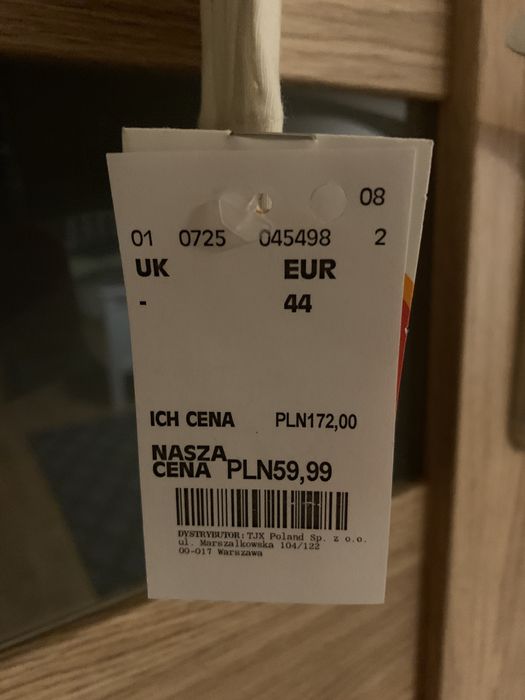 08
01 0725 045498 2
UK EUR
- 44
ICH CENA PLN172,00
NASZA
CENA PLN59,99
DYSTRYBUTOR: TJX Poland Sp. z o.o.
ul. Marszalkowska 104/122
00-017 Warszawa